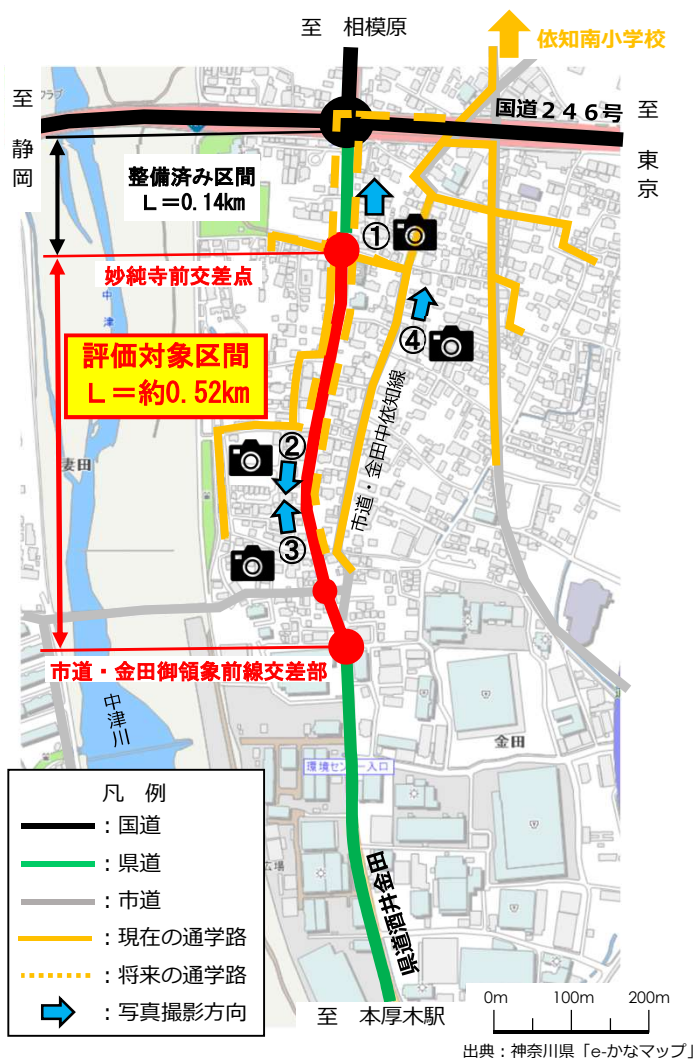 至 相模原
依知南小学校
クラブ
至 静岡
国道246号
至 東京
整備済み区間
L=0.14km
①
妙純寺前交差点
中津
④
評価対象区間
L=約0.52km
市道・金田中依知線
②
妻田
③
市道・金田御領象前線交差部
中津川
金田
環境センター入口
凡 例
:国道
:県道
:市道
:現在の通学路
:将来の通学路
:写真撮影方向
広場
県道酒井金田
至 本厚木駅
0m 100m 200m
出典:神奈川県「e-かなマップ」